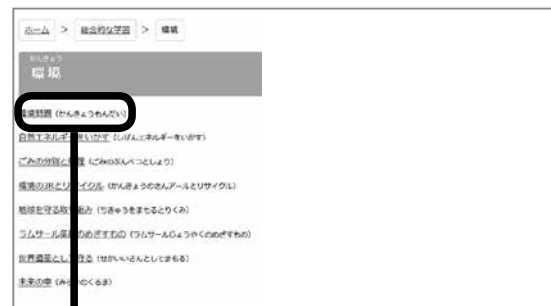 ホーム > 総合的な学習 > 環境
かんきょう
環境
環境問題 (かんきょうもんだい)
自然エネルギーをいかす (しぜんエネルギーをいかす)
ごみの分別と処理 (ごみのぶんべつとしょり)
環境の3Rとリサイクル (かんきょうのさんアールとリサイクル)
地球を守る取り組み (ちきゅうをまもるとりくみ)
ラムサール条約のめざすもの (ラムサールじょうやくのめざすもの)
世界遺産として守る (せかいいさんとしてまもる)
未来の車 (みらいのくるま)